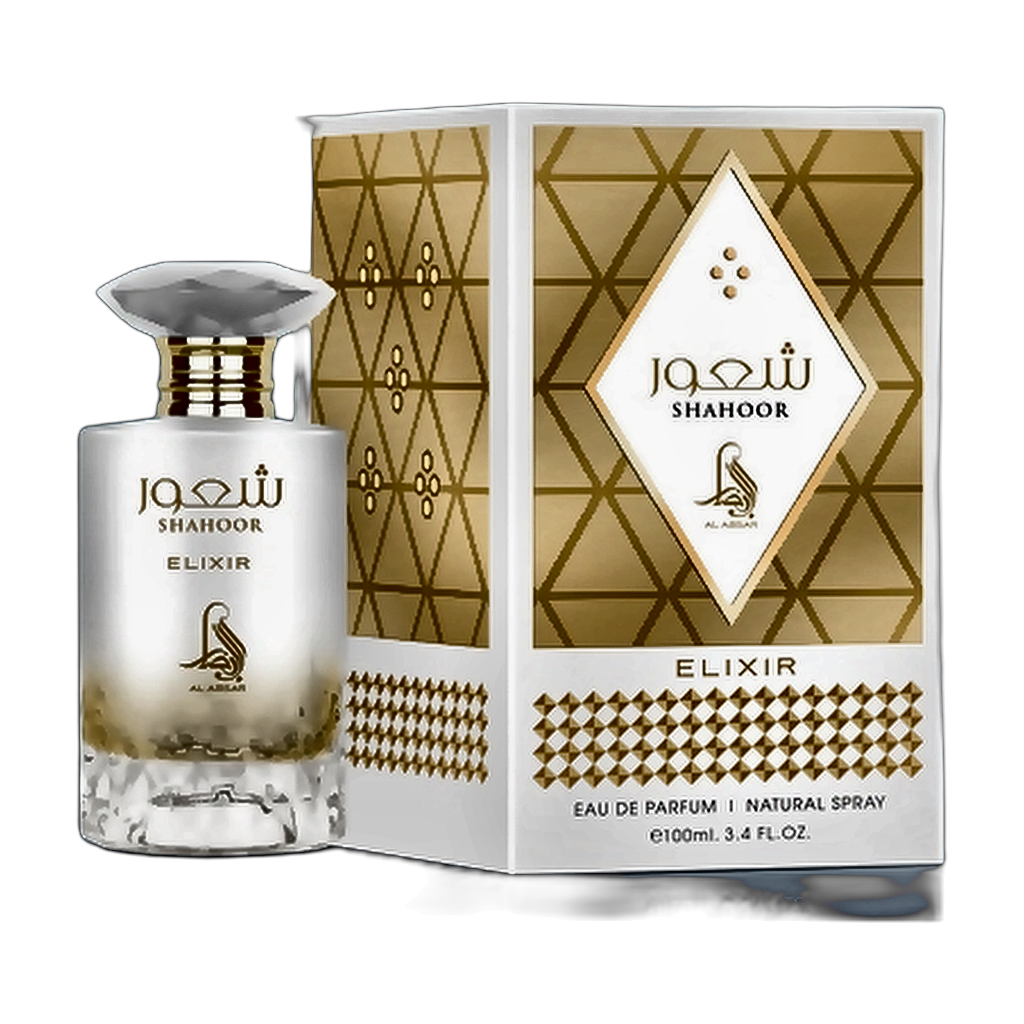 شعور
SHAHOOR
ELIXIR
AL ABSAR
شعور
SHAHOOR
AL ABSAR
ELIXIR
EAU DE PARFUM | NATURAL SPRAY
℮100ml. 3.4 FL.OZ.